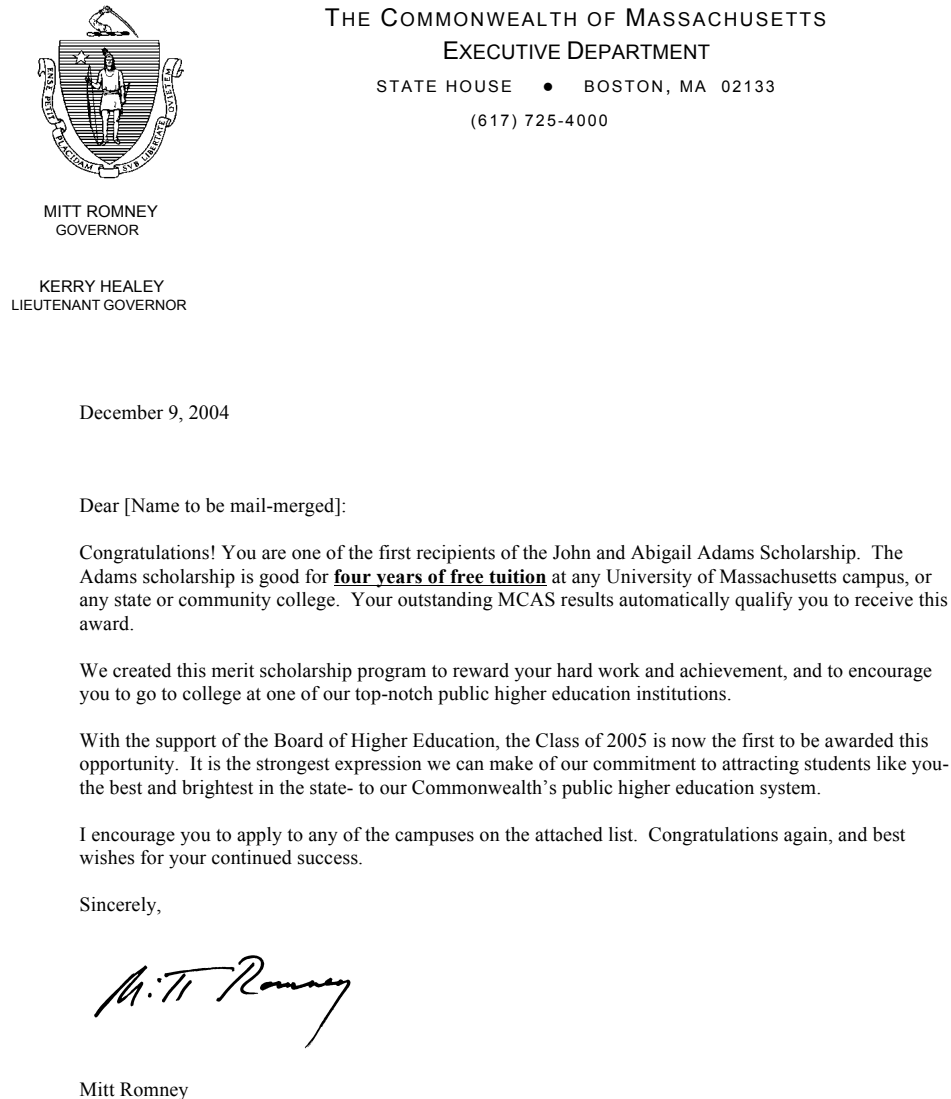 THE COMMONWEALTH OF MASSACHUSETTS
EXECUTIVE DEPARTMENT
STATE HOUSE • BOSTON, MA 02133
(617) 725-4000
ENSE PETIT PLACIDAM SVB LIBERTATE QVIETEM
MITT ROMNEY
GOVERNOR
KERRY HEALEY
LIEUTENANT GOVERNOR
December 9, 2004
Dear [Name to be mail-merged]:
Congratulations! You are one of the first recipients of the John and Abigail Adams Scholarship. The
Adams scholarship is good for four years of free tuition at any University of Massachusetts campus, or
any state or community college. Your outstanding MCAS results automatically qualify you to receive this
award.
We created this merit scholarship program to reward your hard work and achievement, and to encourage
you to go to college at one of our top-notch public higher education institutions.
With the support of the Board of Higher Education, the Class of 2005 is now the first to be awarded this
opportunity. It is the strongest expression we can make of our commitment to attracting students like you-
the best and brightest in the state- to our Commonwealth's public higher education system.
I encourage you to apply to any of the campuses on the attached list. Congratulations again, and best
wishes for your continued success.
Sincerely,
Mitt Romney
Mitt Romney